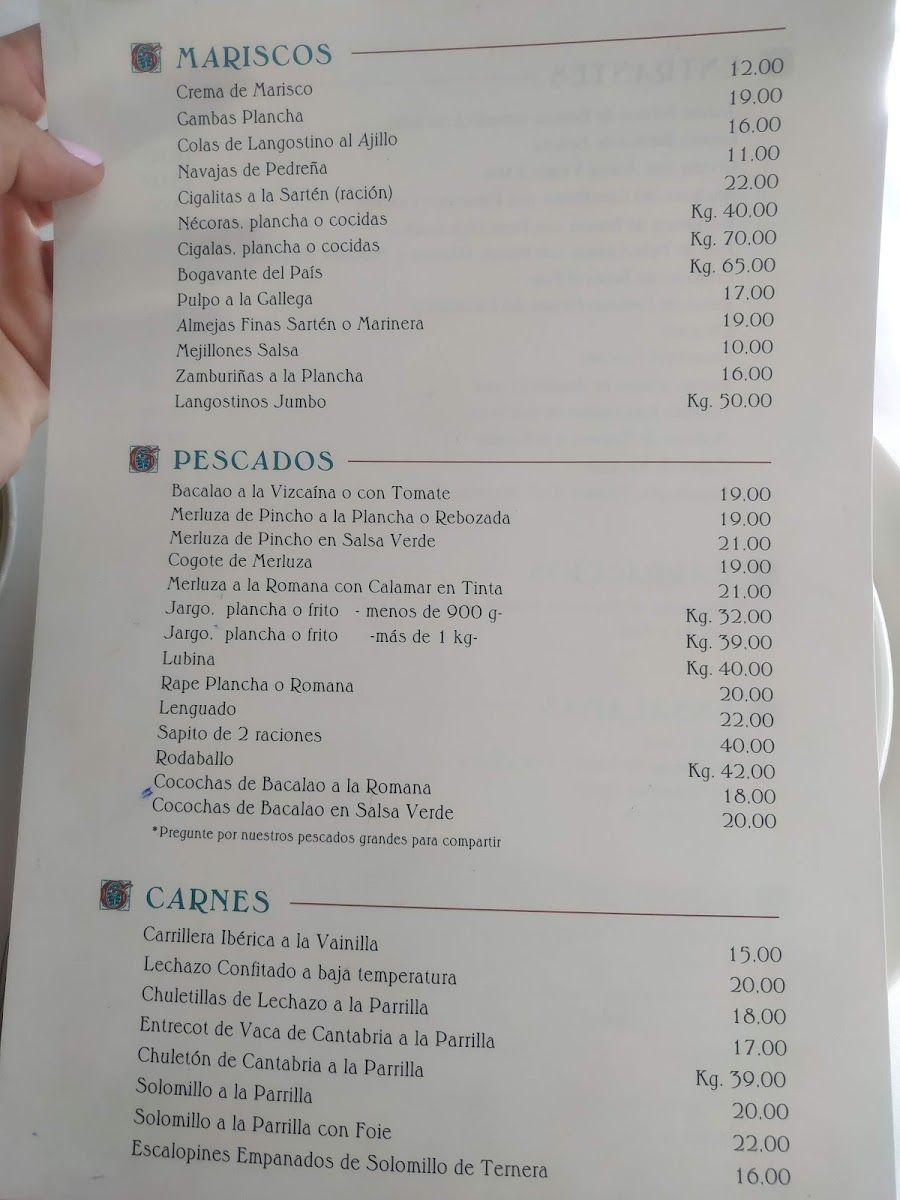 MARISCOS
Crema de Marisco 12.00
Gambas Plancha 19.00
Colas de Langostino al Ajillo 16.00
Navajas de Pedreña 11.00
Cigalitas a la Sartén (ración) 22.00
Nécoras, plancha o cocidas Kg. 40.00
Cigalas, plancha o cocidas Kg. 70.00
Bogavante del País Kg. 65.00
Pulpo a la Gallega 17.00
Almejas Finas Sartén o Marinera 19.00
Mejillones Salsa 10.00
Zamburiñas a la Plancha 16.00
Langostinos Jumbo Kg. 50.00
PESCADOS
Bacalao a la Vizcaína o con Tomate 19.00
Merluza de Pincho a la Plancha o Rebozada 19.00
Merluza de Pincho en Salsa Verde 21.00
Cogote de Merluza 19.00
Merluza a la Romana con Calamar en Tinta 21.00
Jargo, plancha o frito - menos de 900 g- Kg. 32.00
Jargo, plancha o frito -más de 1 kg- Kg. 39.00
Lubina Kg. 40.00
Rape Plancha o Romana 20.00
Lenguado 22.00
Sapito de 2 raciones 40.00
Rodaballo Kg. 42.00
Cocochas de Bacalao a la Romana 18.00
Cocochas de Bacalao en Salsa Verde 20.00
*Pregunte por nuestros pescados grandes para compartir
CARNES
Carrillera Ibérica a la Vainilla 15.00
Lechazo Confitado a baja temperatura 20.00
Chuletillas de Lechazo a la Parrilla 18.00
Entrecot de Vaca de Cantabria a la Parrilla 17.00
Chuletón de Cantabria a la Parrilla Kg. 39.00
Solomillo a la Parrilla 20.00
Solomillo a la Parrilla con Foie 22.00
Escalopines Empanados de Solomillo de Ternera 16.00